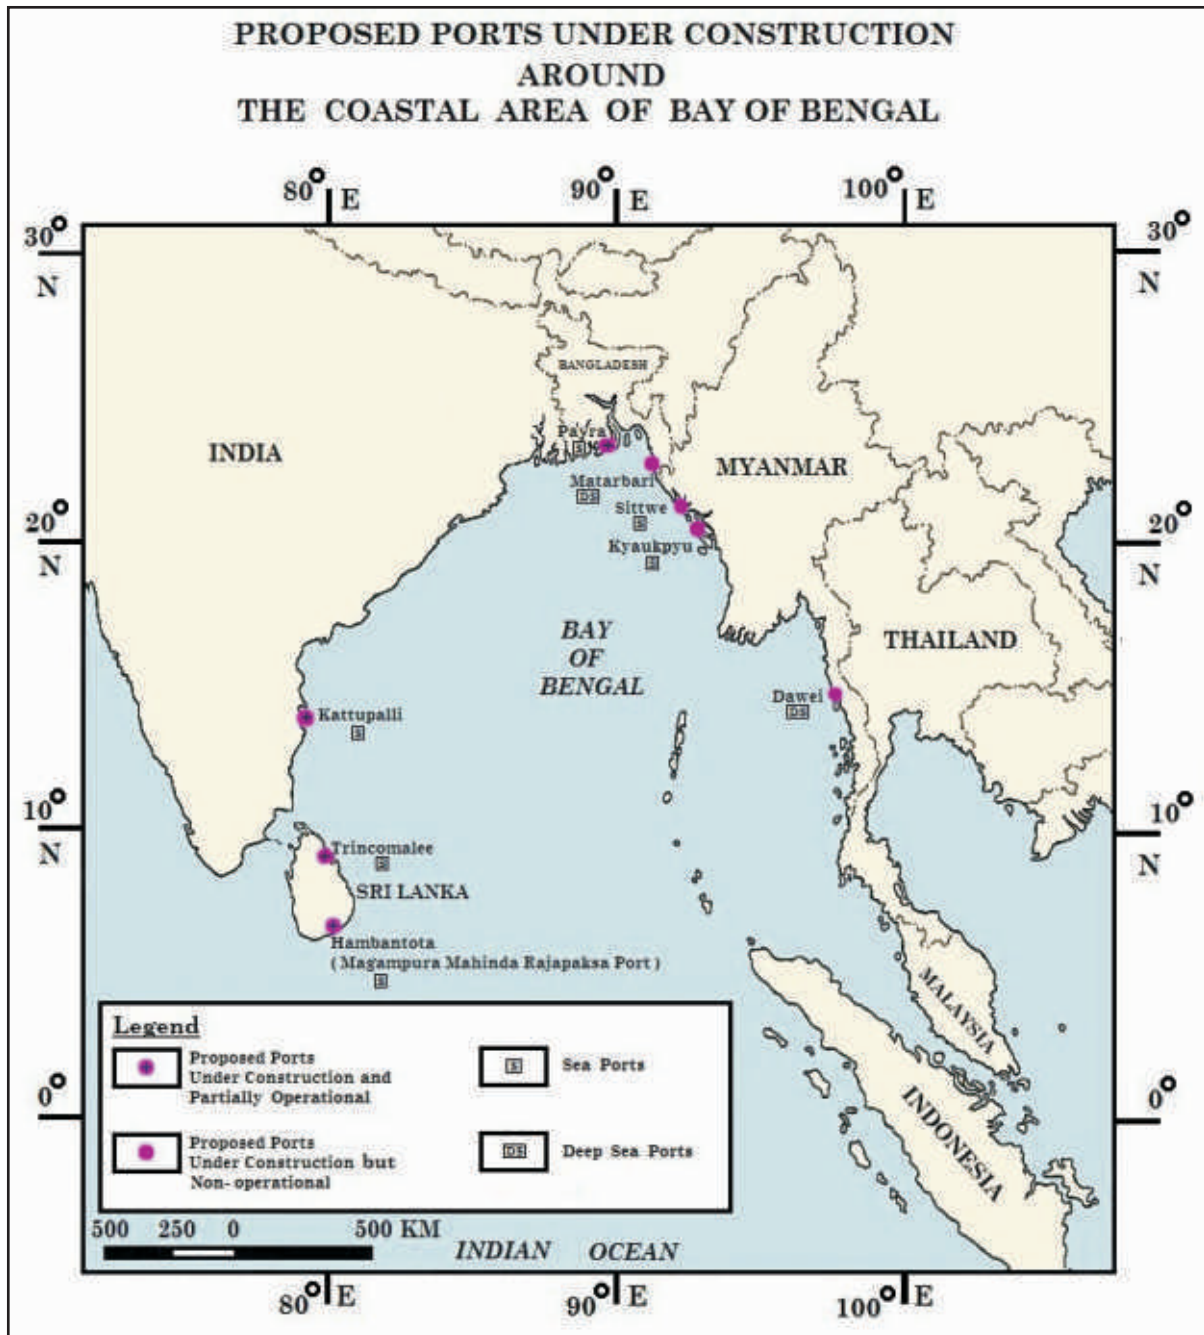 PROPOSED PORTS UNDER CONSTRUCTION
AROUND
THE COASTAL AREA OF BAY OF BENGAL
80° E
90° E
100° E
30°
N
30°
N
BANGLADESH
INDIA
Payra
S
MYANMAR
Matarbari
DS
Sittwe
S
Kyaukpyu
S
20°
N
20°
N
BAY
OF
BENGAL
THAILAND
Dawei
DS
Kattupalli
S
10°
N
10°
N
Trincomalee
S
SRI LANKA
Hambantota
( Magampura Mahinda Rajapaksa Port )
S
MALAYSIA
INDONESIA
Legend
Proposed Ports
Under Construction and
Partially Operational
S
Sea Ports
Proposed Ports
Under Construction but
Non- operational
DS
Deep Sea Ports
0°
0°
500 250 0 500 KM
INDIAN OCEAN
80° E
90° E
100° E